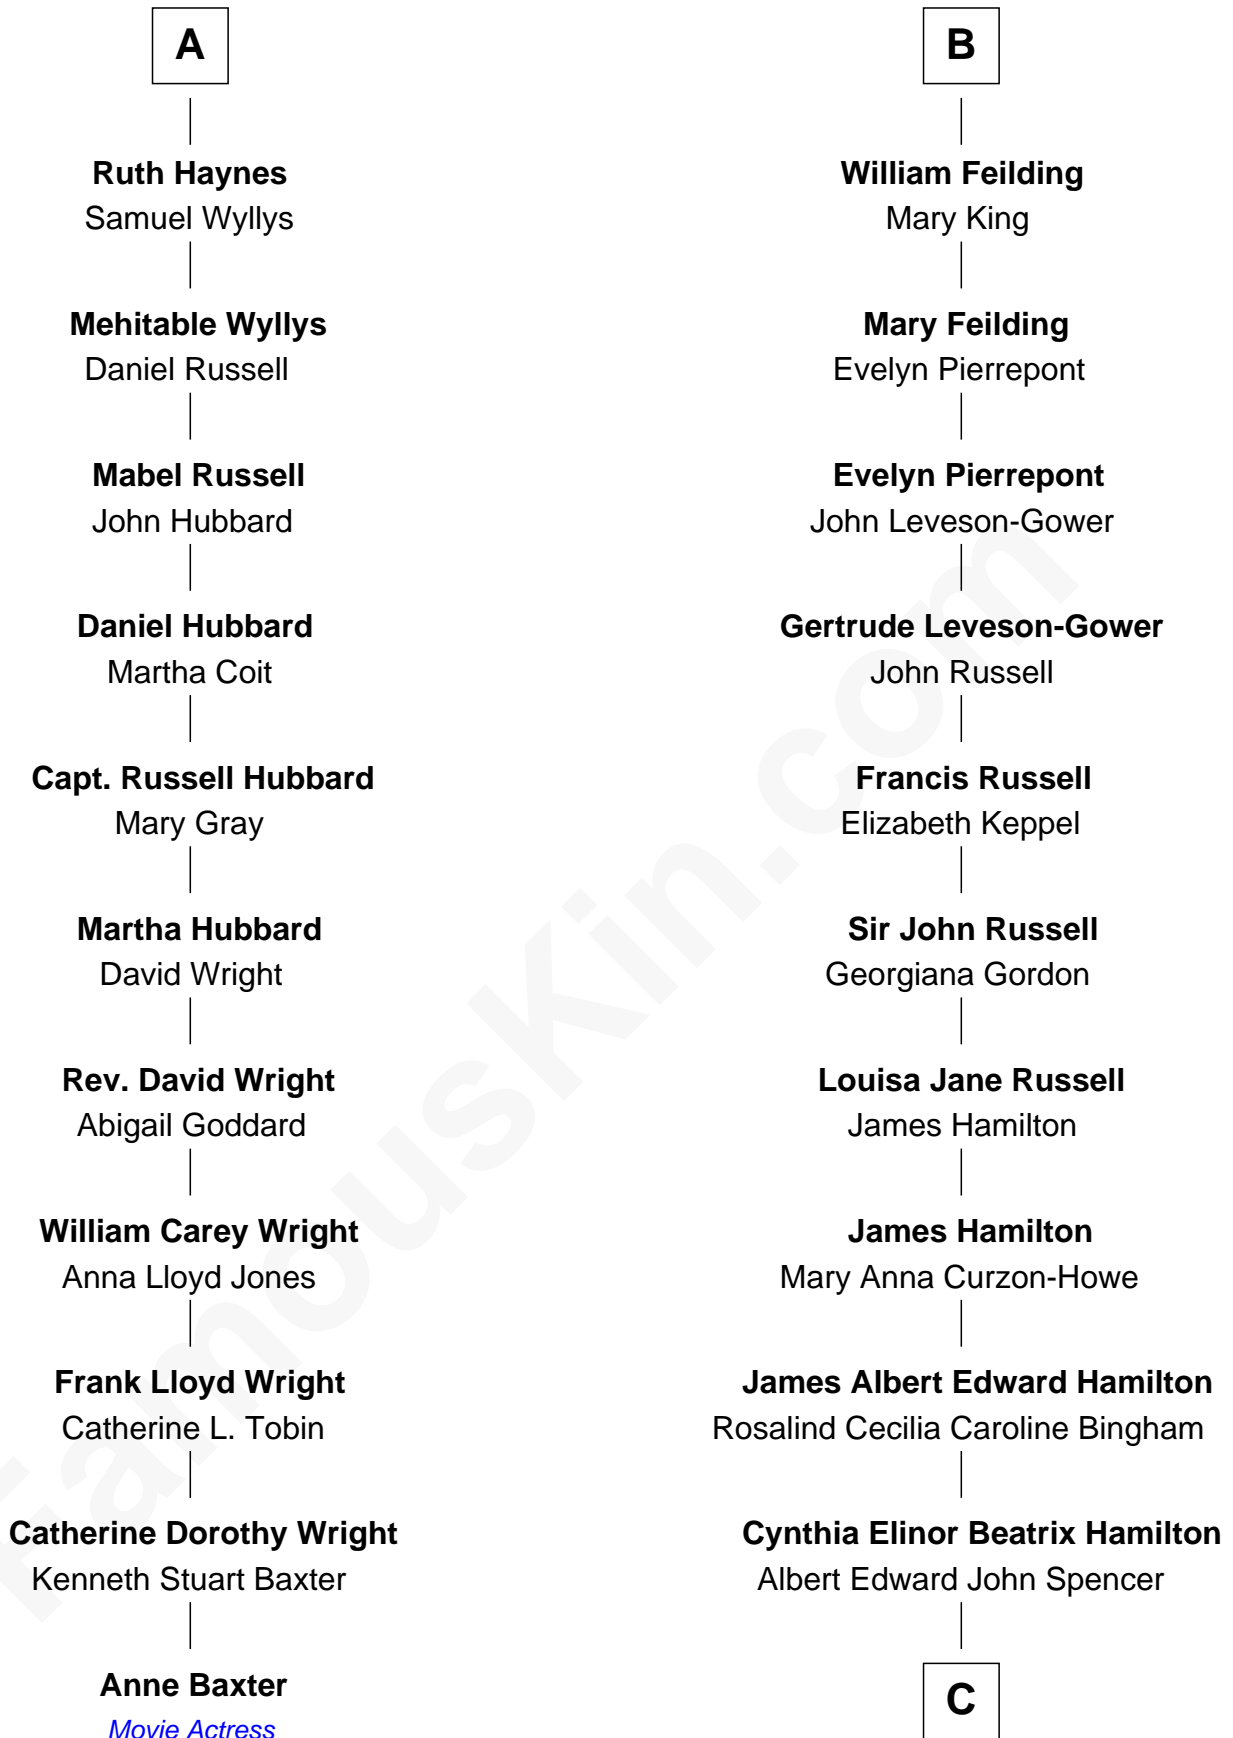 A
Ruth Haynes
Samuel Wyllys
Mehitable Wyllys
Daniel Russell
Mabel Russell
John Hubbard
Daniel Hubbard
Martha Coit
Capt. Russell Hubbard
Mary Gray
Martha Hubbard
David Wright
Rev. David Wright
Abigail Goddard
William Carey Wright
Anna Lloyd Jones
Frank Lloyd Wright
Catherine L. Tobin
Catherine Dorothy Wright
Kenneth Stuart Baxter
Anne Baxter
Movie Actress
B
William Feilding
Mary King
Mary Feilding
Evelyn Pierrepont
Evelyn Pierrepont
John Leveson-Gower
Gertrude Leveson-Gower
John Russell
Francis Russell
Elizabeth Keppel
Sir John Russell
Georgiana Gordon
Louisa Jane Russell
James Hamilton
James Hamilton
Mary Anna Curzon-Howe
James Albert Edward Hamilton
Rosalind Cecilia Caroline Bingham
Cynthia Elinor Beatrix Hamilton
Albert Edward John Spencer
C
FamousKin.com